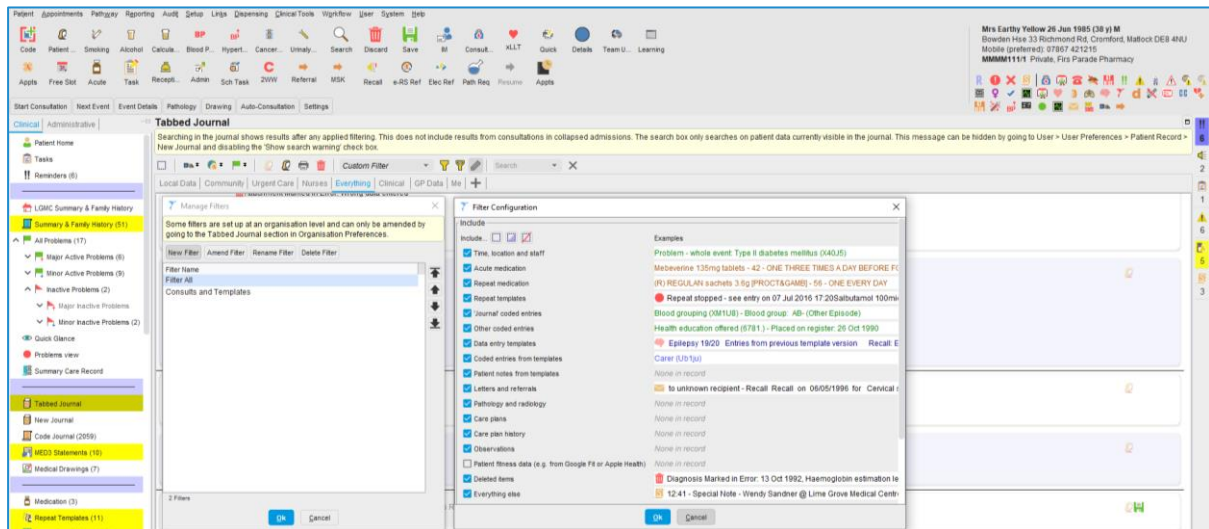 Patient Appointments Pathway Reporting Audit Setup Links Dispensing Clinical Tools Workflow User System Help
Code Patient ... Smoking Alcohol Calcula... Blood P... Hypert... Cancer... Urinaly... Search Discard Save BI Consult... xLLT Quick Details Team U... Learning
Appts Free Slot Acute Task Recepti... Admin Sch Task 2WW Referral MSK Recall e-RS Ref Elec Ref Path Req Resume Appts
Mrs Earthy Yellow 26 Jun 1985 (38 y) M
Bowden Hse 33 Richmond Rd, Cromford, Matlock DE8 4NU
Mobile (preferred): 07867 421215
MMMM111/1 Private, Firs Parade Pharmacy
Start Consultation Next Event Event Details Pathology Drawing Auto-Consultation Settings
Clinical Administrative
Patient Home
Tasks
Reminders (6)
LGMC Summary & Family History
Summary & Family History (51)
All Problems (17)
Major Active Problems (6)
Minor Active Problems (9)
Inactive Problems (2)
Major Inactive Problems
Minor Inactive Problems (2)
Quick Glance
Problems view
Summary Care Record
Tabbed Journal
New Journal
Code Journal (2059)
MED3 Statements (10)
Medical Drawings (7)
Medication (3)
Repeat Templates (11)
Tabbed Journal
Searching in the journal shows results after any applied filtering. This does not include results from consultations in collapsed admissions. The search box only searches on patient data currently visible in the journal. This message can be hidden by going to User > User Preferences > Patient Record >
New Journal and disabling the 'Show search warning' check box.
Custom Filter Search
Local Data Community Urgent Care Nurses Everything Clinical GP Data Me
Manage Filters
Some filters are set up at an organisation level and can only be amended by
going to the Tabbed Journal section in Organisation Preferences.
New Filter Amend Filter Rename Filter Delete Filter
Filter Name
Filter All
Consults and Templates
2 Filters
Ok Cancel
Filter Configuration
Include
Include... Examples
Time, location and staff Problem - whole event: Type II diabetes mellitus (X40J5)
Acute medication Mebeverine 135mg tablets - 42 - ONE THREE TIMES A DAY BEFORE
Repeat medication (R) REGULAN sachets 3.6g [PROCT&GAMB] - 56 - ONE EVERY DAY
Repeat templates Repeat stopped - see entry on 07 Jul 2016 17:20Salbutamol
'Journal' coded entries Blood grouping (XM1U8) - Blood group: AB- (Other Episode)
Other coded entries Health education offered (6781.) - Placed on register: 26 Oct 1990
Data entry templates Epilepsy 19/20 Entries from previous template version Recall:
Coded entries from templates Carer (Ub1ju)
Patient notes from templates None in record
Letters and referrals to unknown recipient - Recall Recall on 06/05/1996 for Cervical
Pathology and radiology None in record
Care plans None in record
Care plan history None in record
Observations None in record
Patient fitness data (e.g. from Google Fit or Apple Health) None in record
Deleted items Diagnosis Marked in Error: 13 Oct 1992, Haemoglobin estimation
Everything else 12:41 - Special Note - Wendy Sandner @ Lime Grove Medical
Ok Cancel
6
2
1
6
5
3